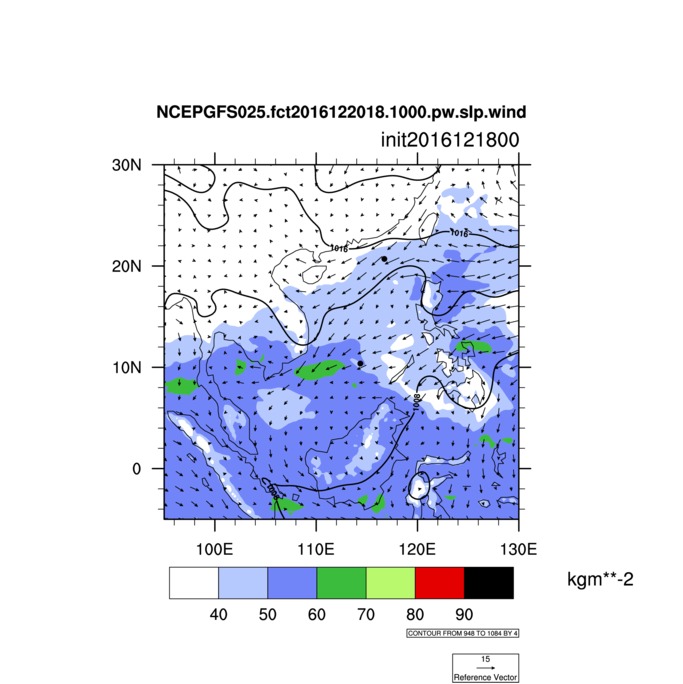 NCEPGFS025.fct2016122018.1000.pw.slp.wind
init2016121800
30N
20N
10N
0
1016
1016
1008
1008
100E
110E
120E
130E
kgm**-2
40
50
60
70
80
90
CONTOUR FROM 948 TO 1084 BY 4
15
Reference Vector